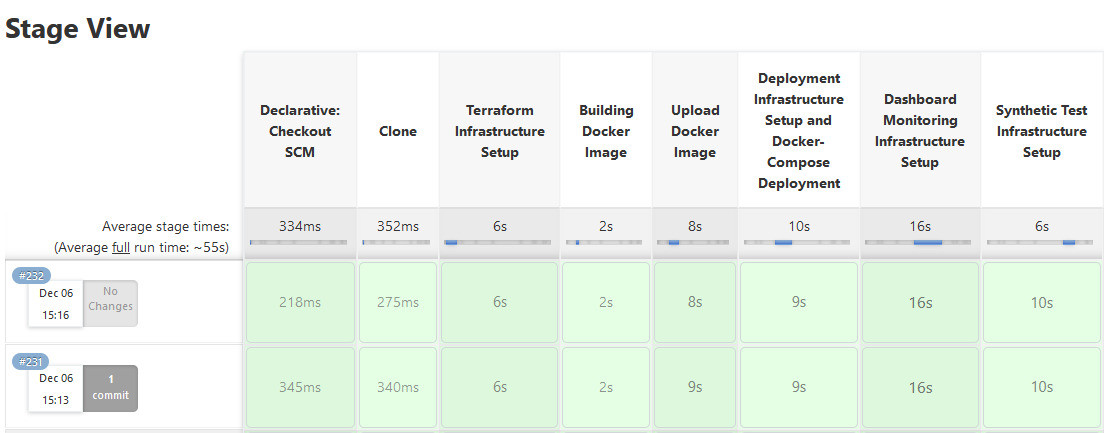 Stage View
Declarative:
Checkout
SCM
Clone
Terraform
Infrastructure
Setup
Building
Docker
Image
Upload
Docker
Image
Deployment
Infrastructure
Setup and
Docker-
Compose
Deployment
Dashboard
Monitoring
Infrastructure
Setup
Synthetic Test
Infrastructure
Setup
Average stage times:
(Average full run time: ~55s)
334ms
352ms
6s
2s
8s
10s
16s
6s
#232
Dec 06
15:16
No
Changes
218ms
275ms
6s
2s
8s
9s
16s
10s
#231
Dec 06
15:13
1
commit
345ms
340ms
6s
2s
9s
9s
16s
10s